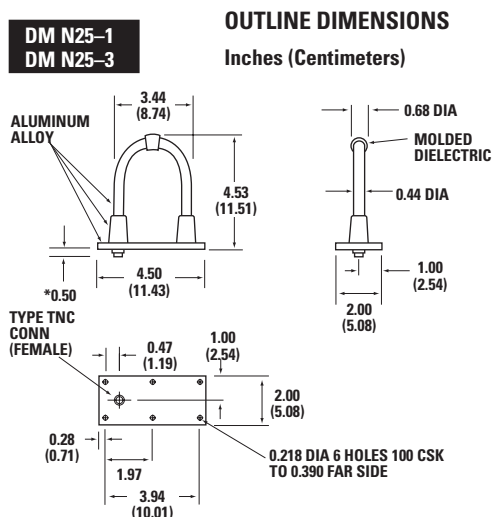 DM N25–1
DM N25–3
OUTLINE DIMENSIONS
Inches (Centimeters)
3.44
(8.74)
ALUMINUM
ALLOY
4.53
(11.51)
4.50
(11.43)
*0.50
0.68 DIA
MOLDED
DIELECTRIC
0.44 DIA
1.00
(2.54)
2.00
(5.08)
TYPE TNC
CONN
(FEMALE)
0.47
(1.19)
1.00
(2.54)
2.00
(5.08)
0.28
(0.71)
1.97
3.94
(10.01)
0.218 DIA 6 HOLES 100 CSK
TO 0.390 FAR SIDE